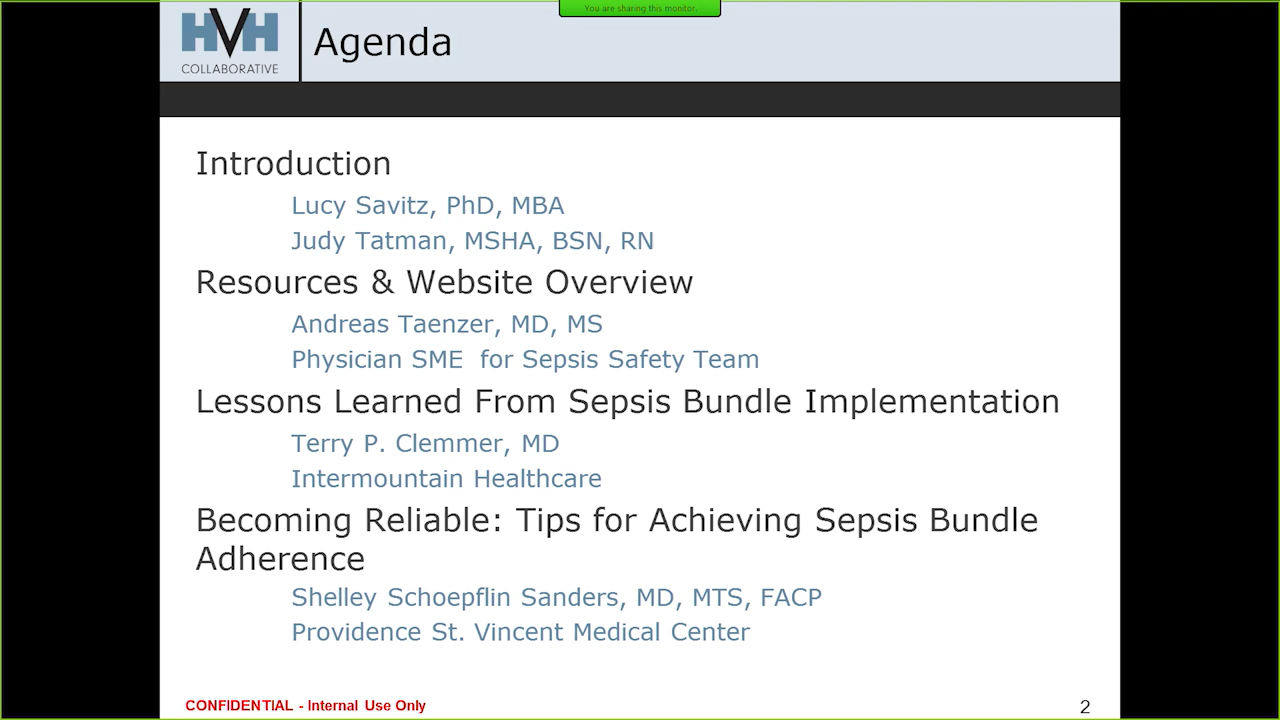 You are sharing this monitor.
HVH
COLLABORATIVE
Agenda
Introduction
Lucy Savitz, PhD, MBA
Judy Tatman, MSHA, BSN, RN
Resources & Website Overview
Andreas Taenzer, MD, MS
Physician SME  for Sepsis Safety Team
Lessons Learned From Sepsis Bundle Implementation
Terry P. Clemmer, MD
Intermountain Healthcare
Becoming Reliable: Tips for Achieving Sepsis Bundle
Adherence
Shelley Schoepflin Sanders, MD, MTS, FACP
Providence St. Vincent Medical Center
CONFIDENTIAL - Internal Use Only
2